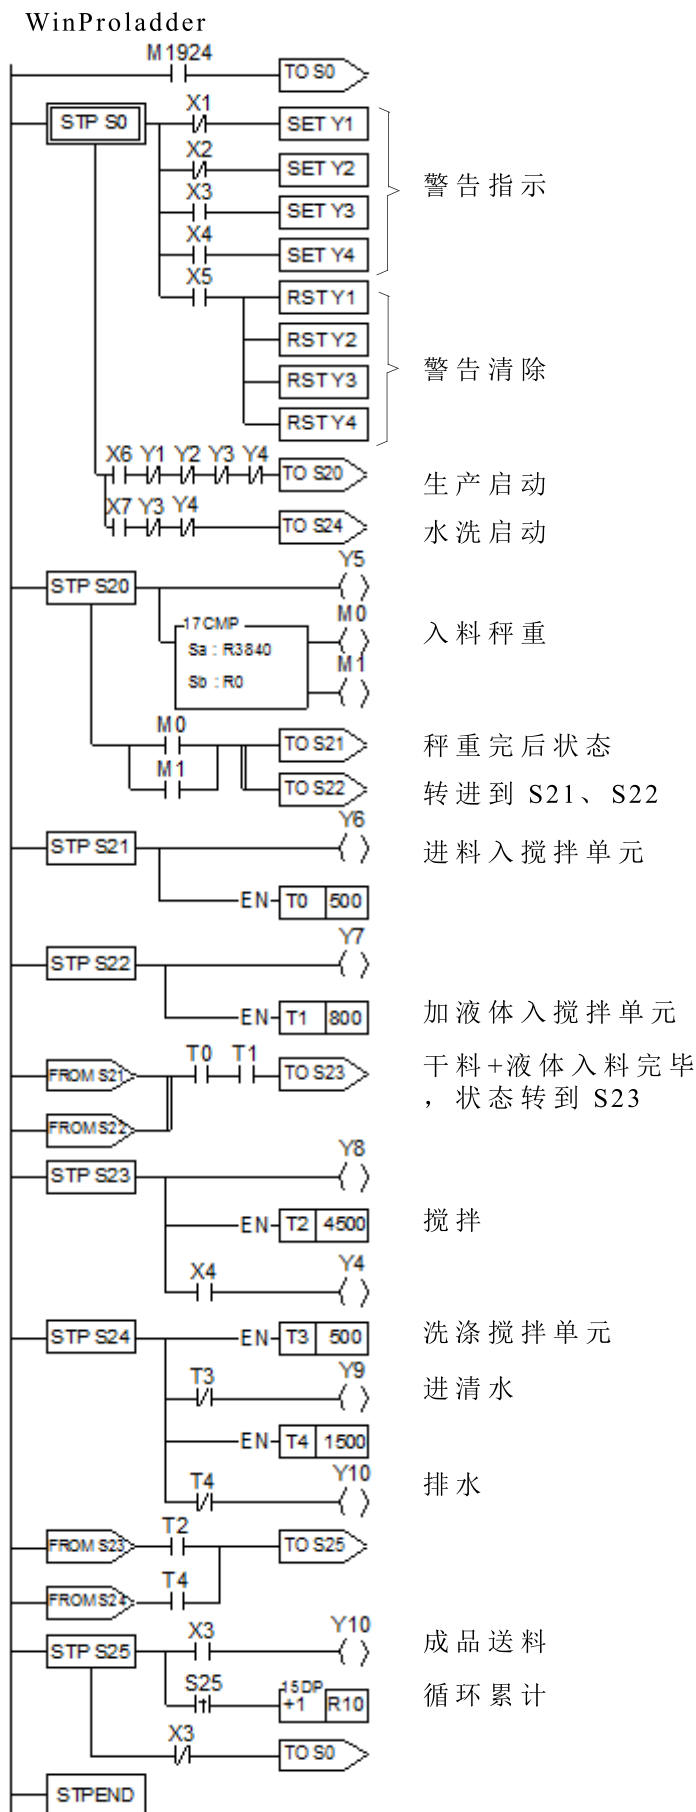 WinProladder
M1924
TO S0
STP S0
X1
SET Y1
X2
SET Y2
警告指示
X3
SET Y3
X4
SET Y4
X5
RST Y1
RST Y2
警告清除
RST Y3
RST Y4
X6 Y1 Y2 Y3 Y4
TO S20
生产启动
X7 Y3 Y4
TO S24
水洗启动
Y5
STP S20
M0
17CMP
Sa : R3840
入料秤重
M1
Sb : R0
M0
TO S21
秤重完后状态
M1
TO S22
转进到 S21、S22
Y6
STP S21
进料入搅拌单元
EN T0 500
Y7
STP S22
EN T1 800
加液体入搅拌单元
FROM S21
T0 T1
TO S23
干料+液体入料完毕
，状态转到 S23
FROM S22
Y8
STP S23
EN T2 4500
搅拌
X4
Y4
STP S24
EN T3 500
洗涤搅拌单元
T3
Y9
进清水
EN T4 1500
T4
Y10
排水
FROM S23
T2
TO S25
FROM S24
T4
STP S25
X3
Y10
成品送料
S25
15DP
+1 R10
循环累计
X3
TO S0
STPEND